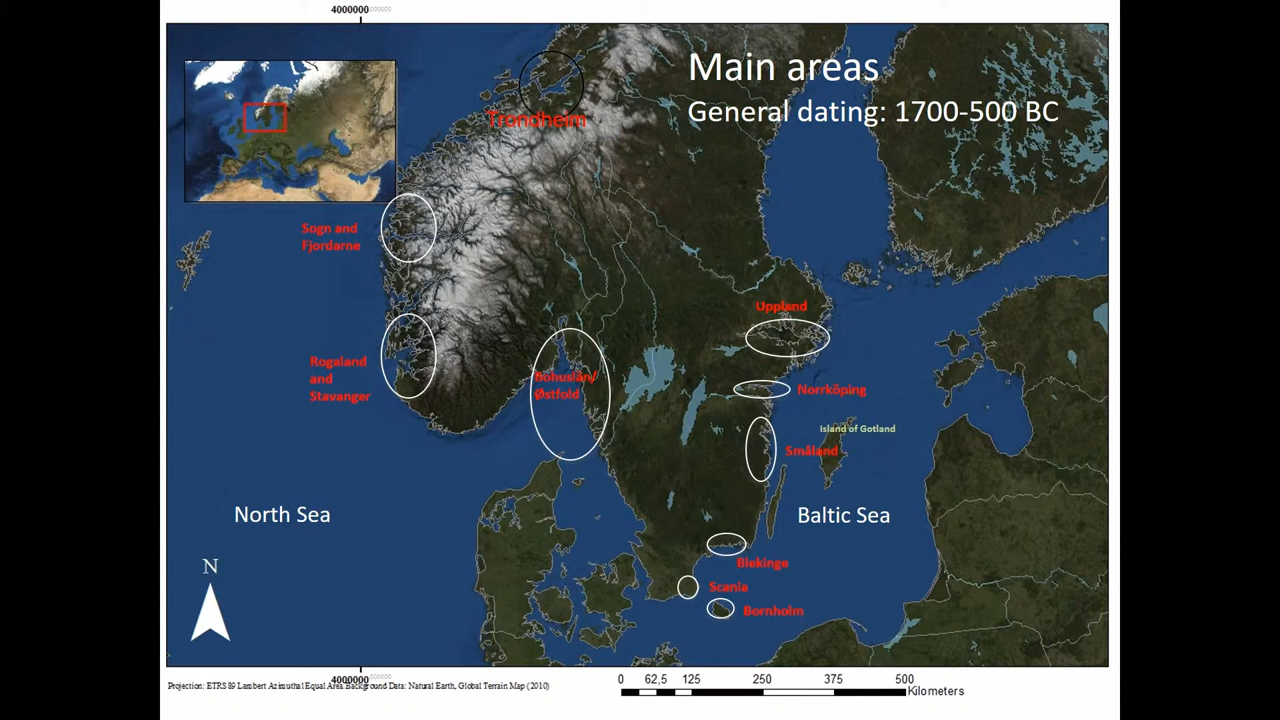 4000000
Main areas
General dating: 1700-500 BC
Trondheim
Sogn and
Fjordarne
Uppland
Rogaland
and
Stavanger
Bohuslän/
Østfold
Norrköping
Island of Gotland
Småland
North Sea
Baltic Sea
N
Blekinge
Scania
Bornholm
4000000
Projection: ETRS 89 Lambert Azimuthal Equal Area. Background Data: Natural Earth, Global Terrain Map (2010)
0 62,5 125 250 375 500
Kilometers